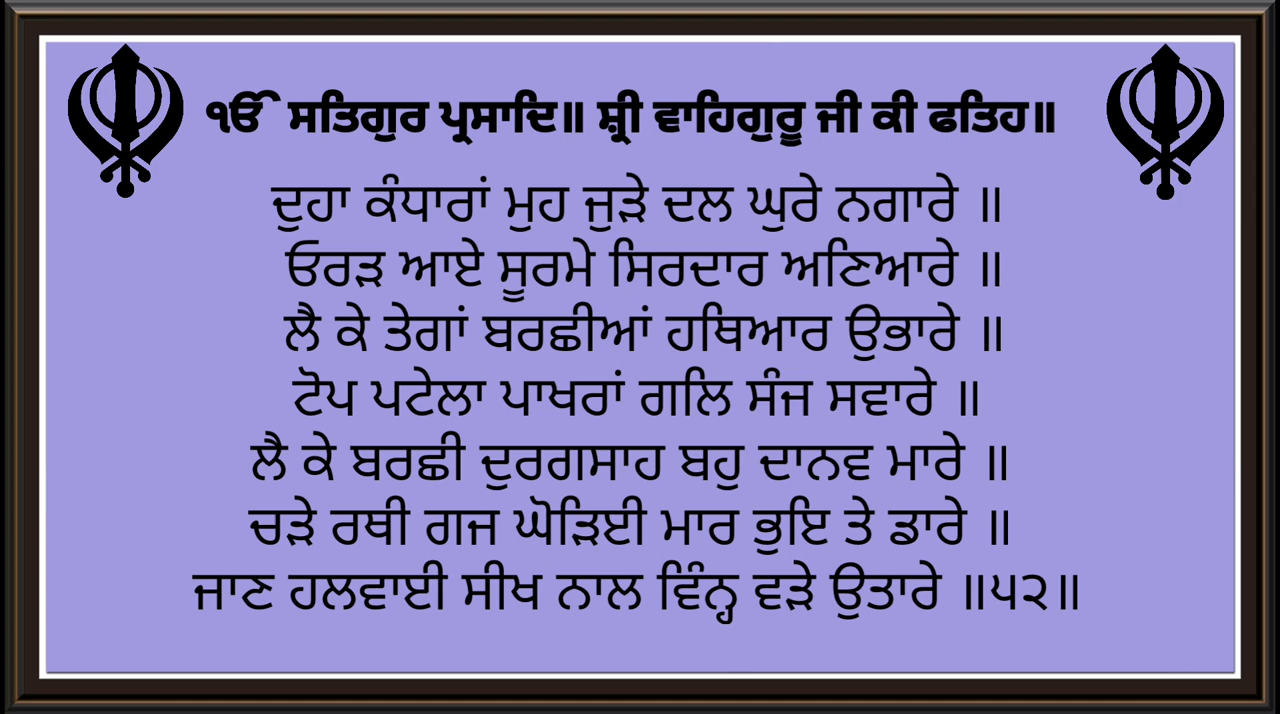 ੴ ਸਤਿਗੁਰ ਪ੍ਰਸਾਦਿ॥ ਸ਼੍ਰੀ ਵਾਹਿਗੁਰੂ ਜੀ ਕੀ ਫਤਿਹ॥
ਦੁਹਾ ਕੰਧਾਰਾਂ ਮੁਹ ਜੁੜੇ ਦਲ ਘੁਰੇ ਨਗਾਰੇ ॥
ਓਰੜ ਆਏ ਸੂਰਮੇ ਸਿਰਦਾਰ ਅਣਿਆਰੇ ॥
ਲੈ ਕੇ ਤੇਗਾਂ ਬਰਛੀਆਂ ਹਥਿਆਰ ਉਭਾਰੇ ॥
ਟੋਪ ਪਟੇਲਾ ਪਾਖਰਾਂ ਗਲਿ ਸੰਜ ਸਵਾਰੇ ॥
ਲੈ ਕੇ ਬਰਛੀ ਦੁਰਗਸਾਹ ਬਹੁ ਦਾਨਵ ਮਾਰੇ ॥
ਚੜੇ ਰਥੀ ਗਜ ਘੋੜਿਈ ਮਾਰ ਭੁਇ ਤੇ ਡਾਰੇ ॥
ਜਾਣ ਹਲਵਾਈ ਸੀਖ ਨਾਲ ਵਿੰਨ੍ਹ ਵੜੇ ਉਤਾਰੇ ॥੫੨॥